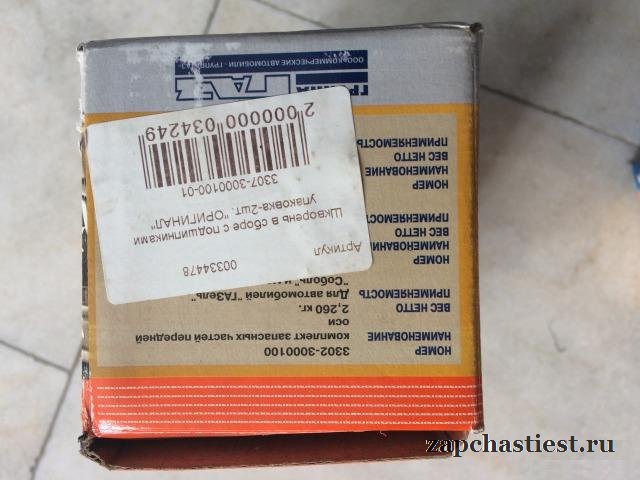 НОМЕР 3302-3000100
НАИМЕНОВАНИЕ комплект запасных частей передней
оси
ВЕС НЕТТО 2,260 кг.
ПРИМЕНЯЕМОСТЬ Для автомобилей "ГАЗель"
"Соболь"
НОМЕР
НАИМЕНОВАНИЕ
ВЕС НЕТТО
ПРИМЕНЯЕМОСТЬ
НОМЕР
НАИМЕНОВАНИЕ
ВЕС НЕТТО
ПРИМЕНЯЕМОСТЬ
Артикул 00334478
Шкворень в сборе с подшипниками
упаковка-2шт. "ОРИГИНАЛ"
3307-3000100-01
2 000000 034249
ГРУППА ГАЗ
ООО «КОММЕРЧЕСКИЕ АВТОМОБИЛИ - ГРУППА ГАЗ»
zapchastiest.ru